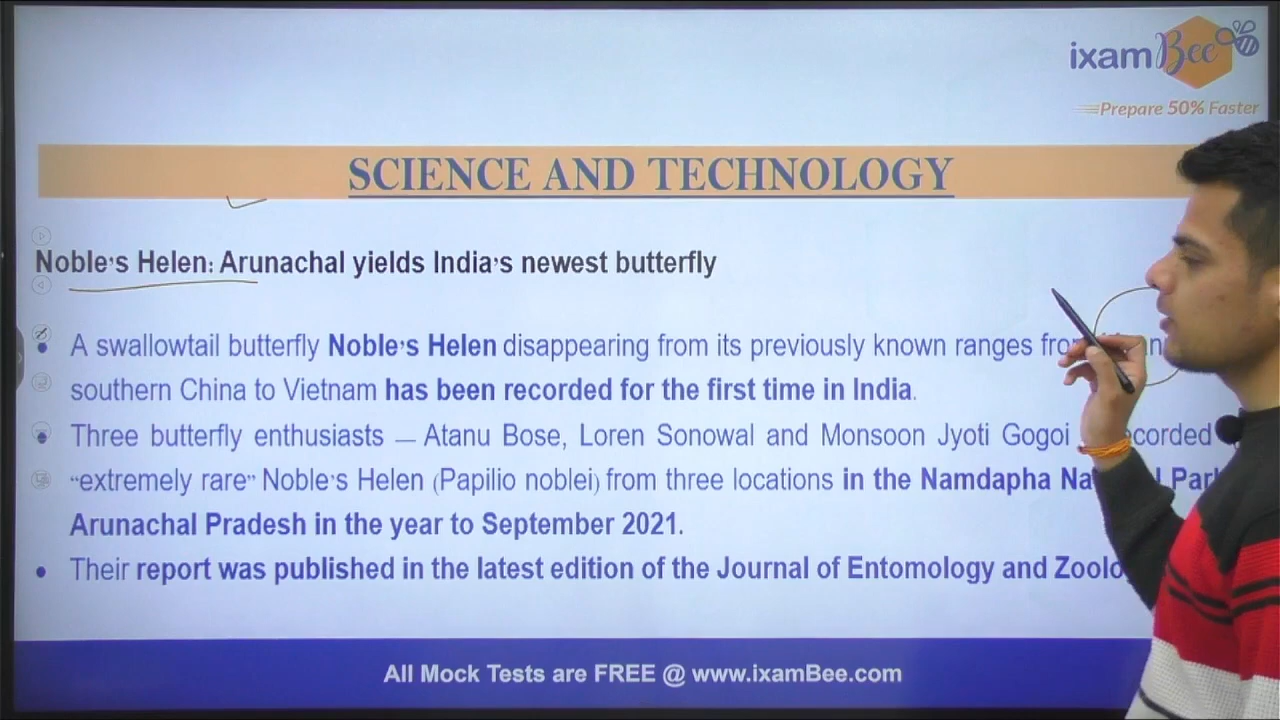 ixamBee
Prepare 50% Faster
SCIENCE AND TECHNOLOGY
Noble's Helen: Arunachal yields India's newest butterfly
A swallowtail butterfly Noble's Helen disappearing from its previously known ranges
southern China to Vietnam has been recorded for the first time in India.
Three butterfly enthusiasts — Atanu Bose, Loren Sonowal and Monsoon Jyoti Gogoi
“extremely rare” Noble's Helen (Papilio noblei) from three locations in the Namdapha
Arunachal Pradesh in the year to September 2021.
Their report was published in the latest edition of the Journal of Entomology and
All Mock Tests are FREE @ www.ixamBee.com